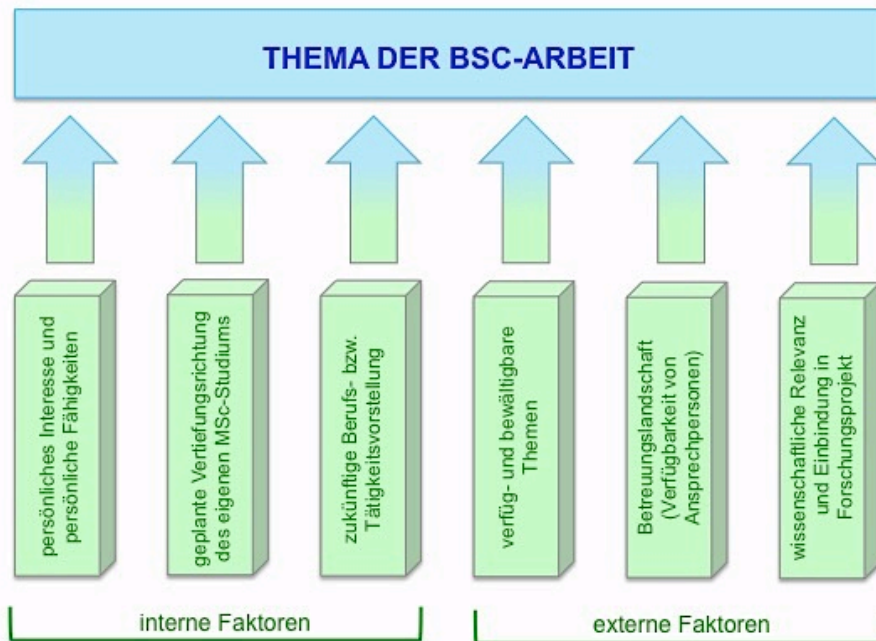 THEMA DER BSC-ARBEIT
persönliches Interesse und
persönliche Fähigkeiten
geplante Vertiefungsrichtung
des eigenen MSc-Studiums
zukünftige Berufs- bzw.
Tätigkeitsvorstellung
verfüg- und bewältigbare
Themen
Betreuungslandschaft
(Verfügbarkeit von
Ansprechpersonen)
wissenschaftliche Relevanz
und Einbindung in
Forschungsprojekt
interne Faktoren
externe Faktoren